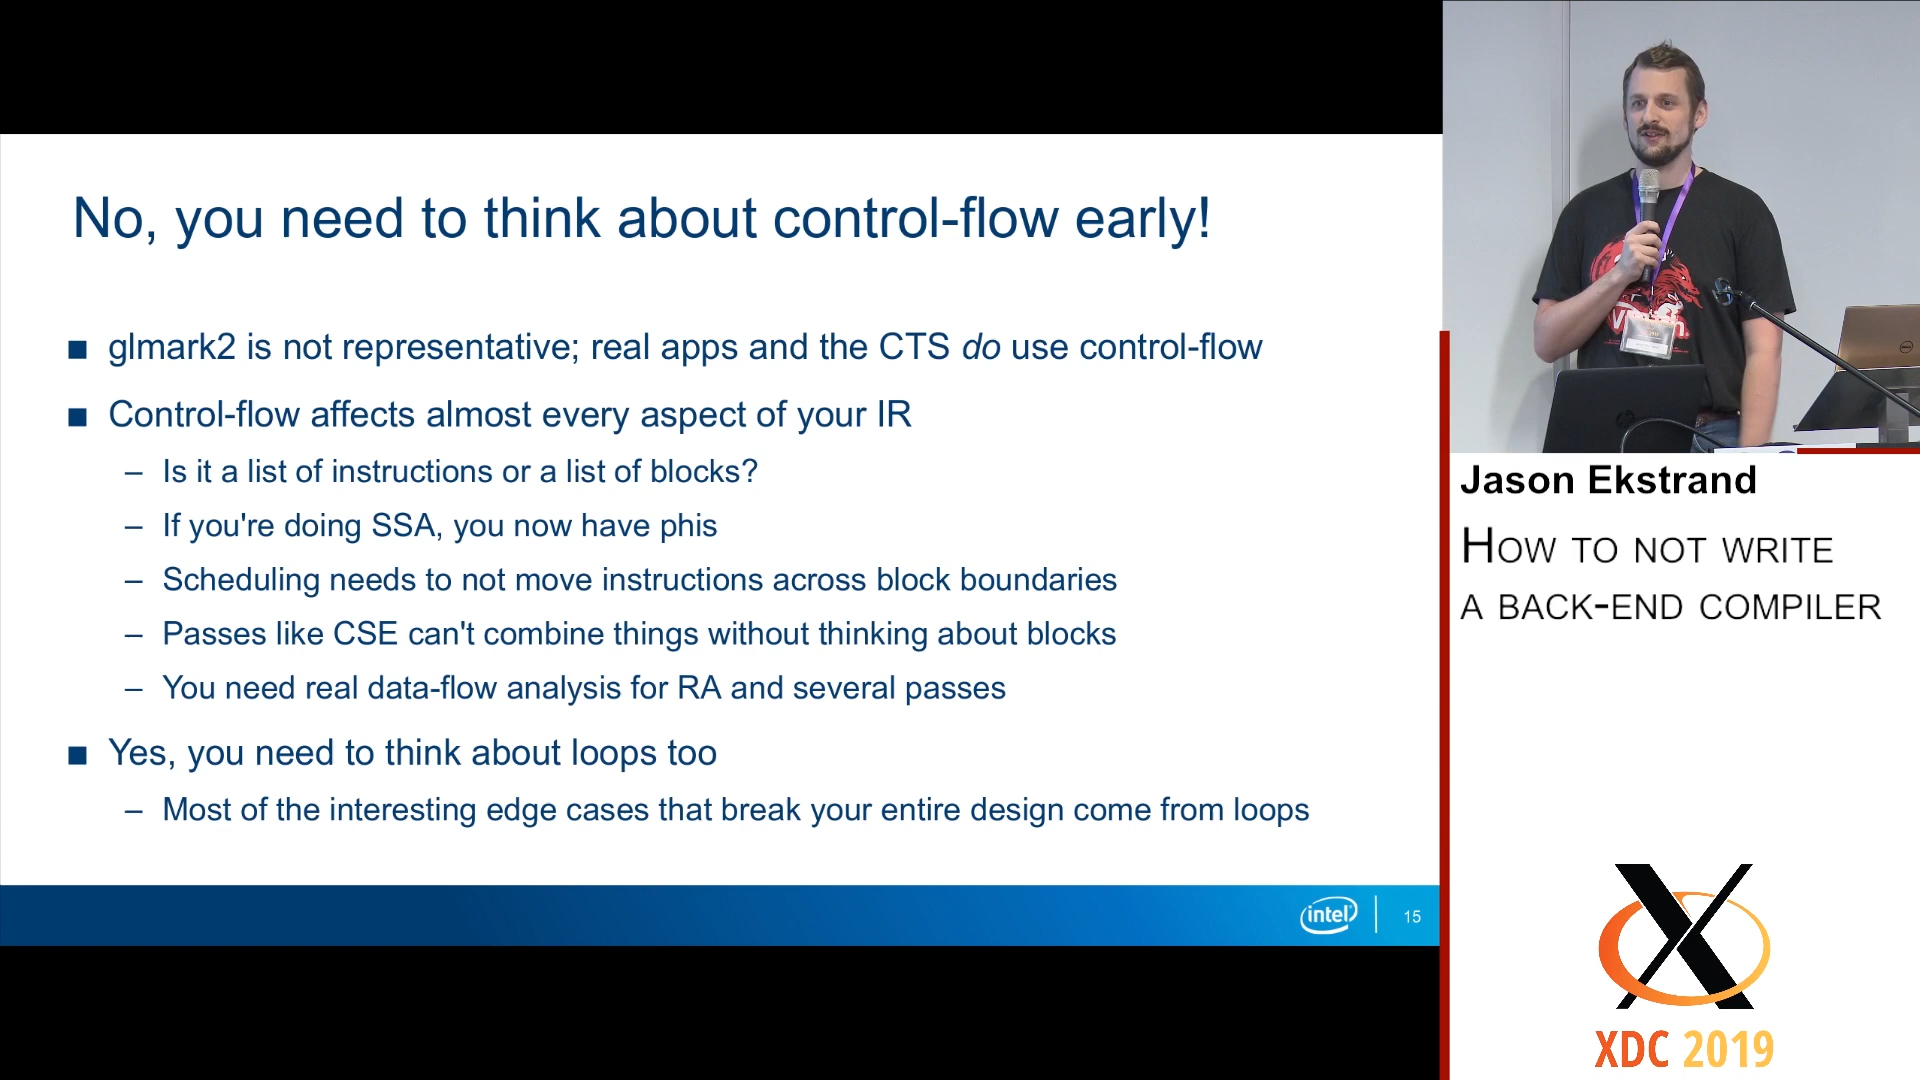 No, you need to think about control-flow early!
glmark2 is not representative; real apps and the CTS do use control-flow
Control-flow affects almost every aspect of your IR
– Is it a list of instructions or a list of blocks?
– If you're doing SSA, you now have phis
– Scheduling needs to not move instructions across block boundaries
– Passes like CSE can't combine things without thinking about blocks
– You need real data-flow analysis for RA and several passes
Yes, you need to think about loops too
– Most of the interesting edge cases that break your entire design come from loops
intel
15
Jason Ekstrand
How to not write
a back-end compiler
XDC 2019